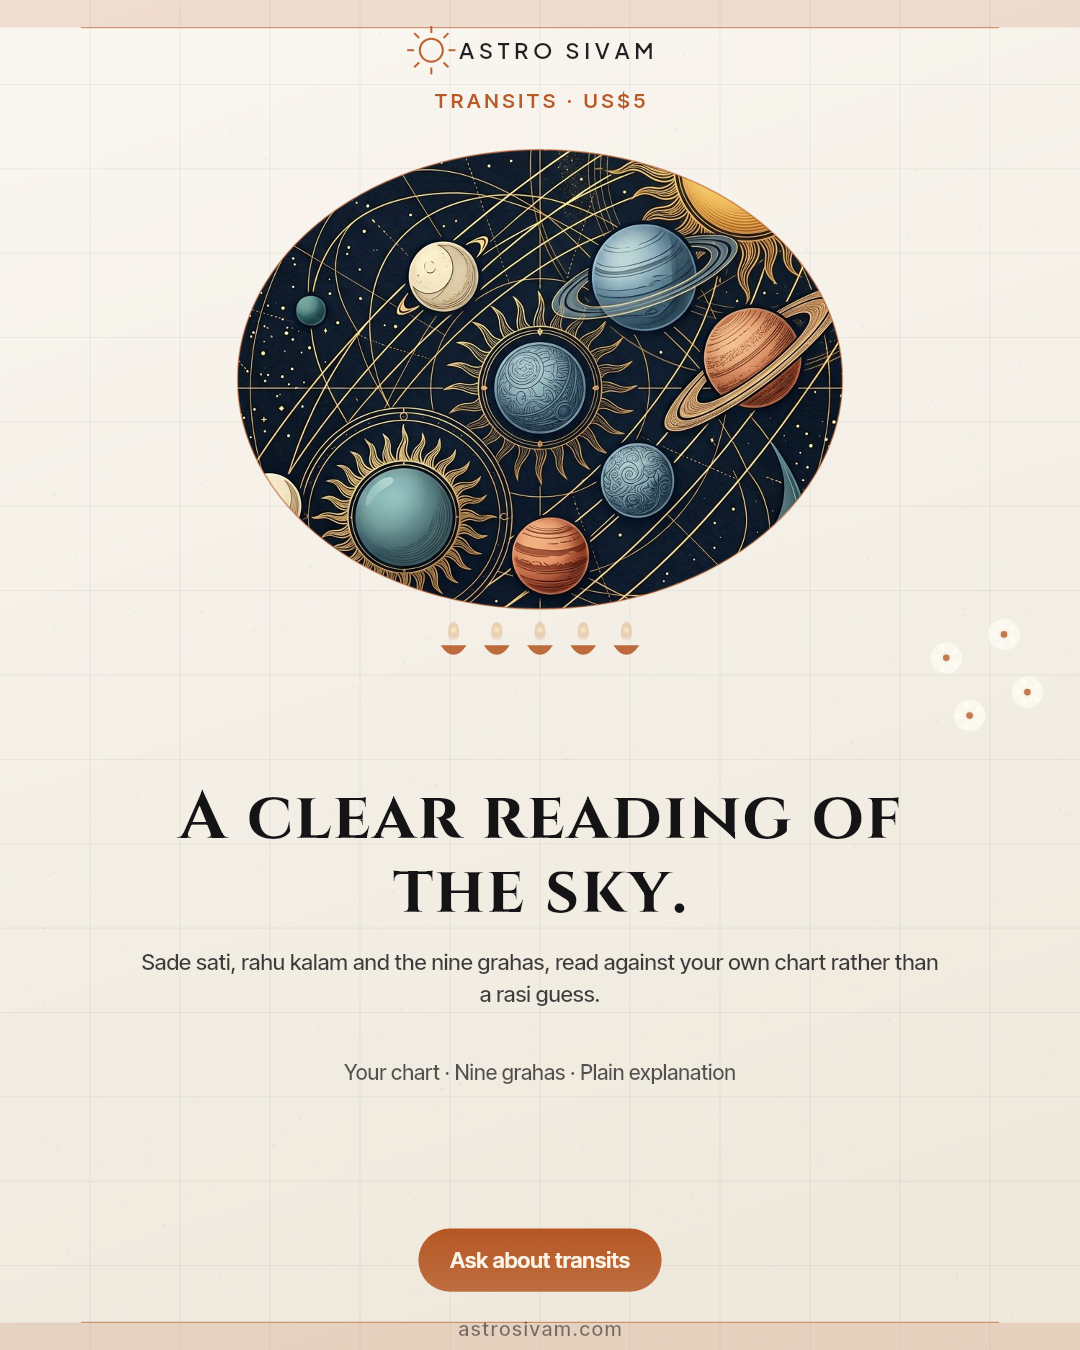 ASTRO SIVAM
TRANSITS · US$5
A CLEAR READING OF
THE SKY.
Sade sati, rahu kalam and the nine grahas, read against your own chart rather than
a rasi guess.
Your chart · Nine grahas · Plain explanation
Ask about transits
astrosivam.com